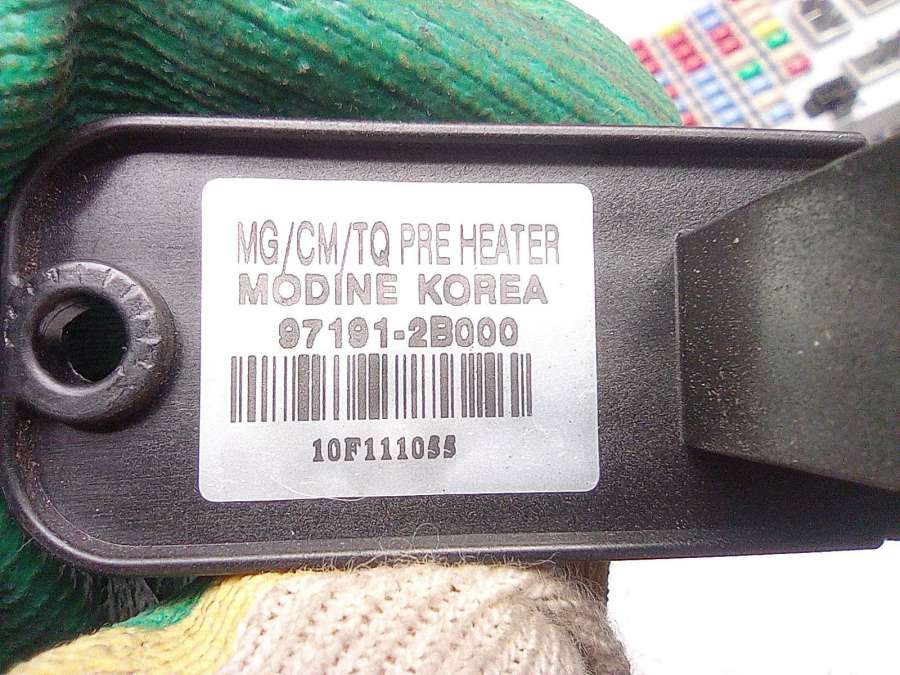 MG/CM/TQ PRE HEATER
MODINE KOREA
97191-2B000
10F111055